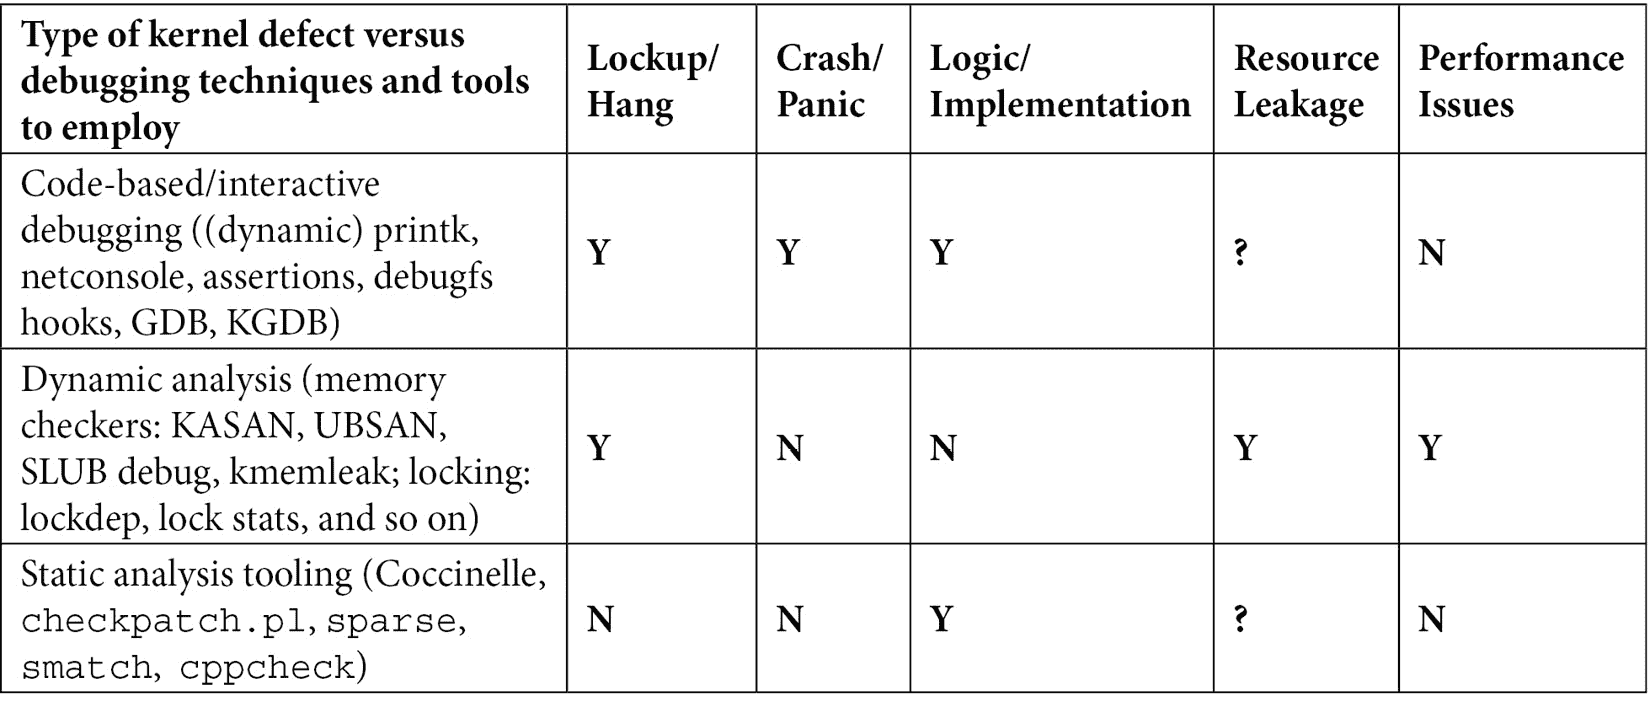 Type of kernel defect versus
debugging techniques and tools
to employ
Lockup/
Hang
Crash/
Panic
Logic/
Implementation
Resource
Leakage
Performance
Issues
Code-based/interactive
debugging ((dynamic) printk,
netconsole, assertions, debugfs
hooks, GDB, KGDB)
Y
Y
Y
?
N
Dynamic analysis (memory
checkers: KASAN, UBSAN,
SLUB debug, kmemleak; locking:
lockdep, lock stats, and so on)
Y
N
N
Y
Y
Static analysis tooling (Coccinelle,
checkpatch.pl, sparse,
smatch, cppcheck)
N
N
Y
?
N